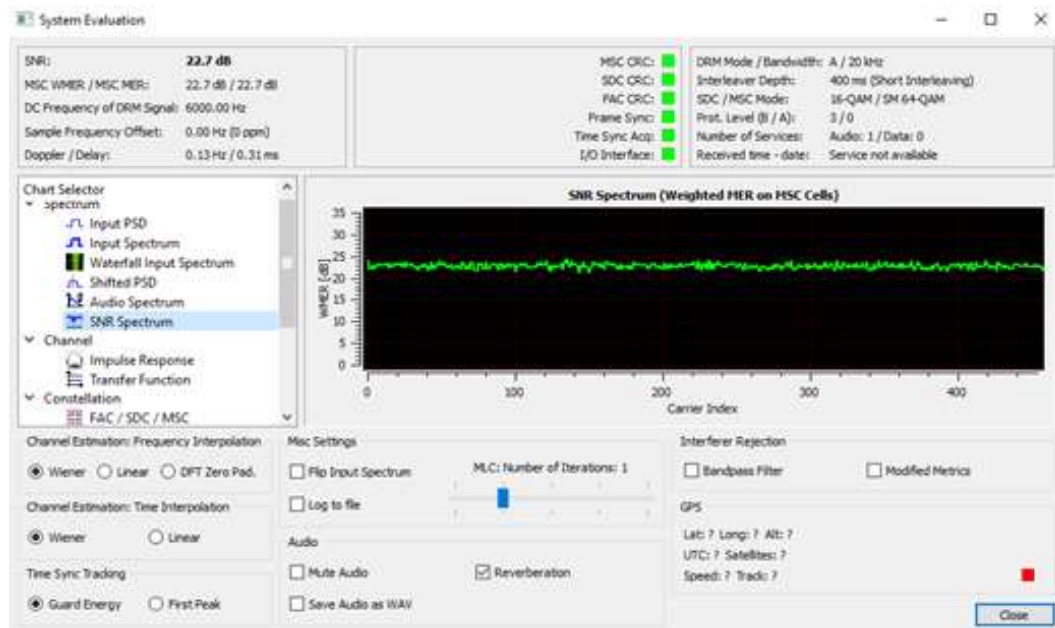 System Evaluation
SNR: 22.7 dB
MSC WMER / MSC MER: 22.7 dB / 22.7 dB
DC Frequency of DRM Signal: 6000.00 Hz
Sample Frequency Offset: 0.00 Hz (0 ppm)
Doppler / Delay: 0.13 Hz / 0.31 ms
MSC CRC:
SDC CRC:
FAC CRC:
Frame Sync:
Time Sync Acq:
I/O Interface:
DRM Mode / Bandwidth: A / 20 kHz
Interleaver Depth: 400 ms (Short Interleaving)
SDC / MSC Mode: 16-QAM / SM 64-QAM
Prot. Level (B / A): 3 / 0
Number of Services: Audio: 1 / Data: 0
Received time - date: Service not available
Chart Selector
Spectrum
Input PSD
Input Spectrum
Waterfall Input Spectrum
Shifted PSD
Audio Spectrum
SNR Spectrum
Channel
Impulse Response
Transfer Function
Constellation
FAC / SDC / MSC
SNR Spectrum (Weighted MER on MSC Cells)
WMER [dB]
35
30
25
20
15
10
5
0
0 100 200 300 400
Carrier Index
Channel Estimation: Frequency Interpolation
Wiener Linear DFT Zero Pad.
Channel Estimation: Time Interpolation
Wiener Linear
Time Sync Tracking
Guard Energy First Peak
Misc Settings
Flip Input Spectrum
MLC: Number of Iterations: 1
Log to file
Audio
Mute Audio Reverberation
Save Audio as WAV
Interferer Rejection
Bandpass Filter Modified Metrics
GPS
Lat: ? Long: ? Alt: ?
UTC: ? Satellites: ?
Speed: ? Track: ?
Close